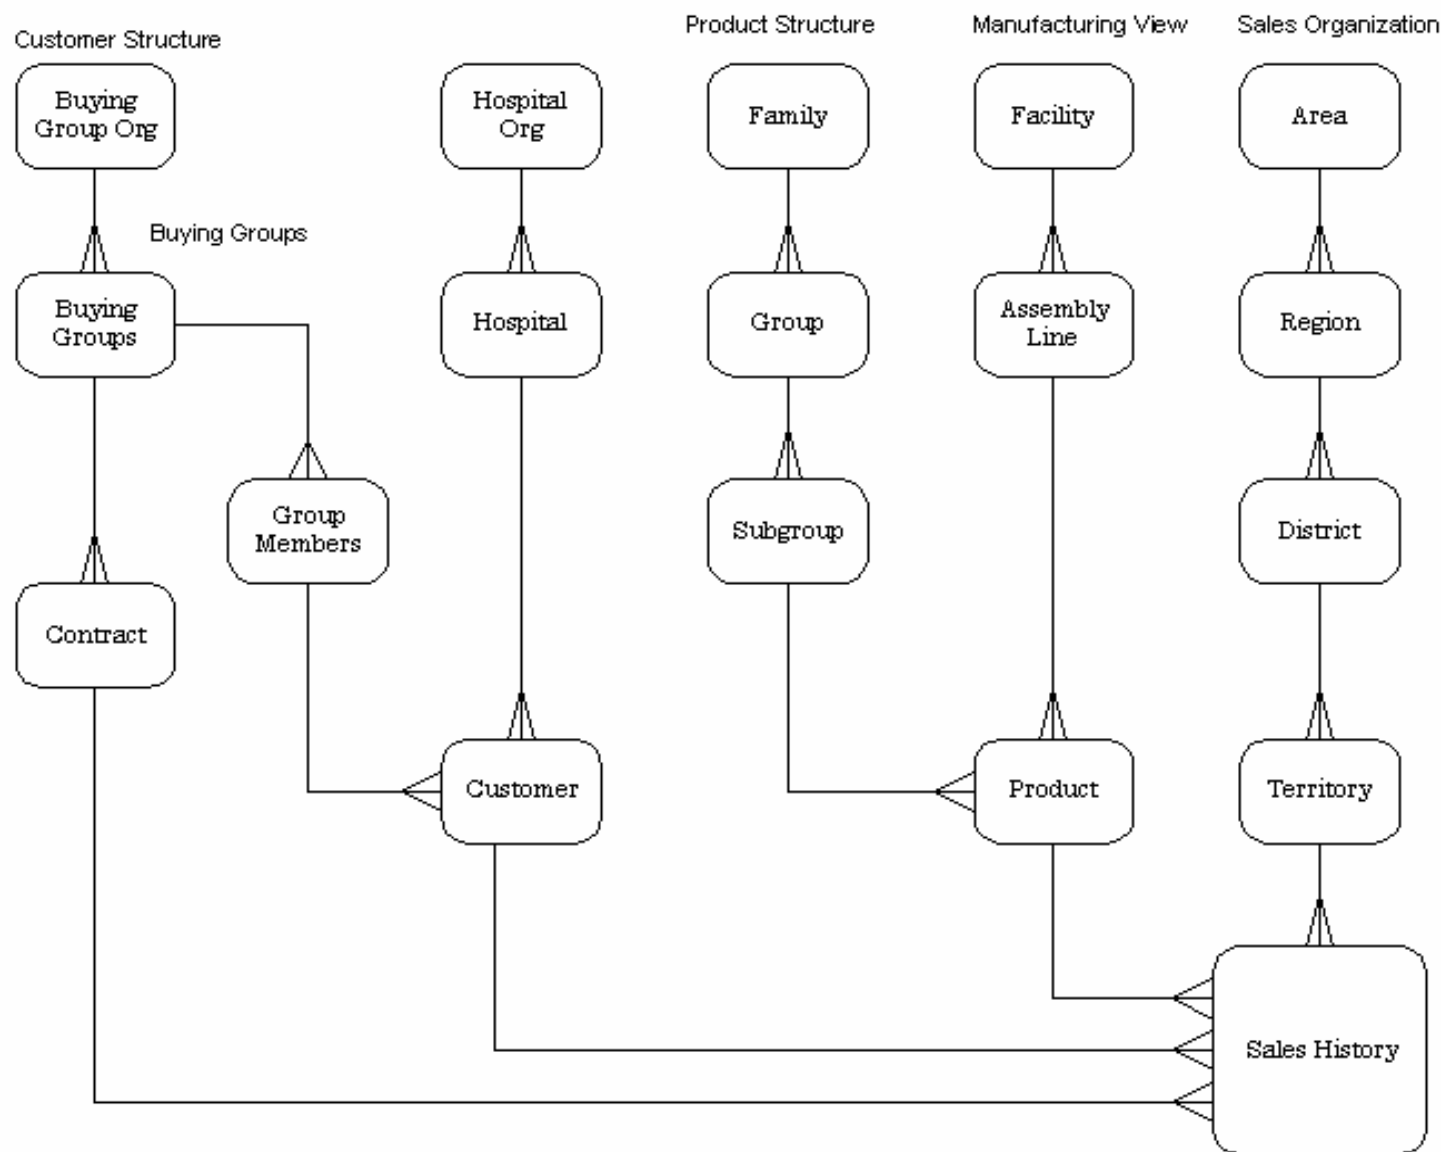 Customer Structure
Product Structure
Manufacturing View
Sales Organization
Buying
Group Org
Hospital
Org
Family
Facility
Area
Buying Groups
Buying
Groups
Hospital
Group
Assembly
Line
Region
Group
Members
Subgroup
District
Contract
Customer
Product
Territory
Sales History